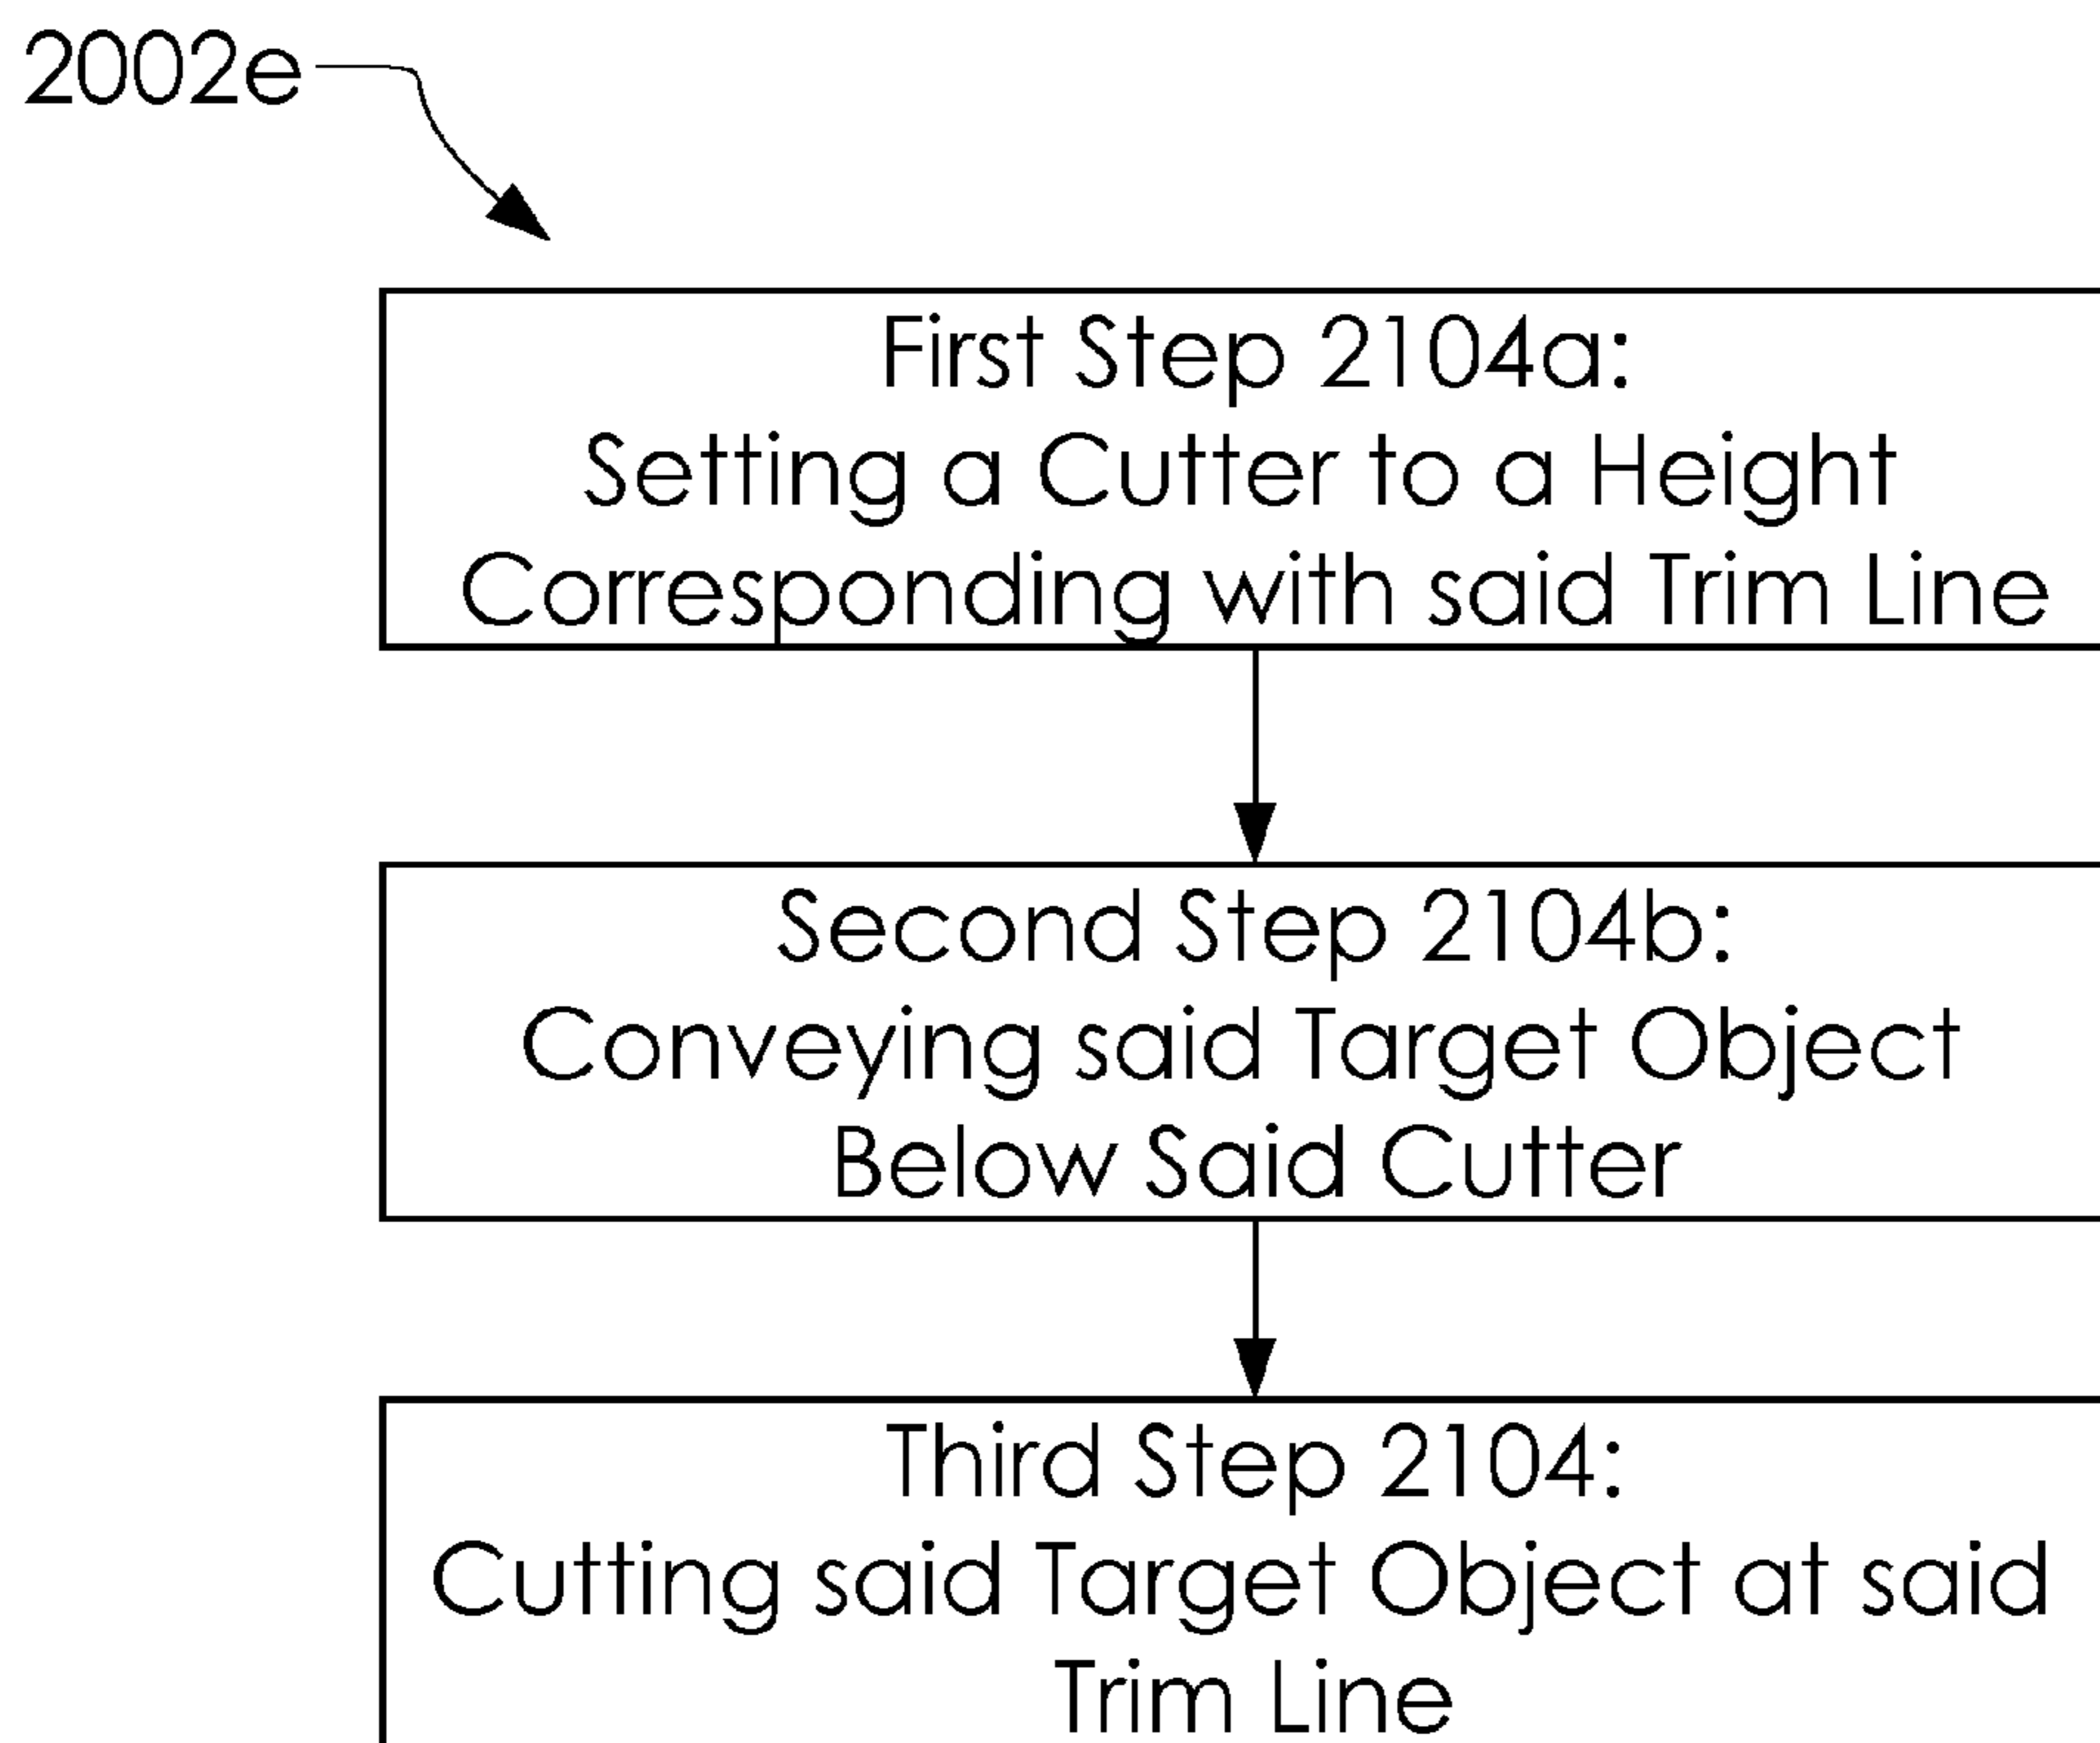 2002e
First Step 2104a:
Setting a Cutter to a Height
Corresponding with said Trim Line
Second Step 2104b:
Conveying said Target Object
Below Said Cutter
Third Step 2104:
Cutting said Target Object at said
Trim Line